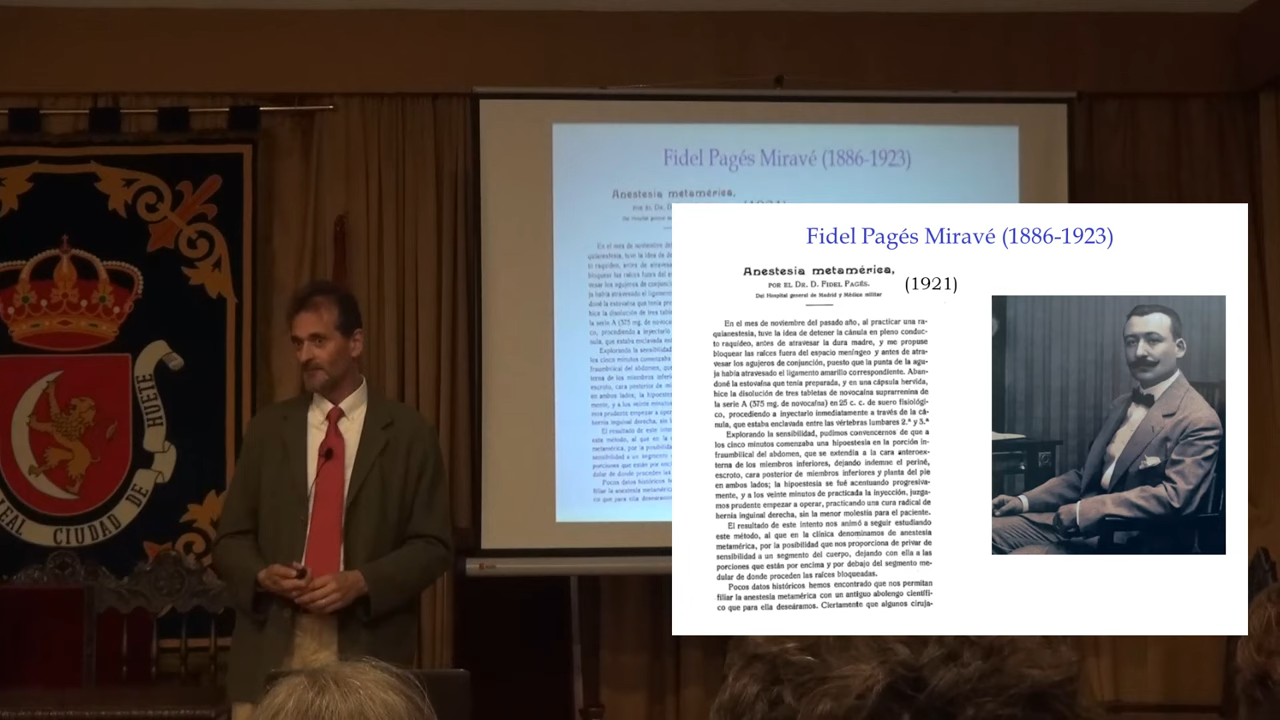 EAL CIUDAD DE HUETE
Fidel Pagés Miravé (1886-1923)
Anestesia metamérica,
Fidel Pagés Miravé (1886-1923)
Anestesia metamérica,
POR EL DR. D. FIDEL PAGÉS.
Del Hospital general de Madrid y Médico militar
(1921)
En el mes de noviembre del pasado año, al practicar una ra-
quianestesia, tuve la idea de detener la cánula en pleno conduc-
to raquídeo, antes de atravesar la dura madre, y me propuse
bloquear las raíces fuera del espacio meníngeo y antes de atra-
vesar los agujeros de conjunción, puesto que la punta de la agu-
ja había atravesado el ligamento amarillo correspondiente. Aban-
doné la estovaína que tenía preparada, y en una cápsula hervida,
hice la disolución de tres tabletas de novocaína suprarrenina de
la serie A (375 mg. de novocaína) en 25 c. c. de suero fisiológi-
co, procediendo a inyectarlo inmediatamente a través de la cá-
nula, que estaba enclavada entre las vértebras lumbares 2.ª y 3.ª
Explorando la sensibilidad, pudimos convencernos de que a
los cinco minutos comenzaba una hipoestesia en la porción in-
fraumbilical del abdomen, que se extendía a la cara anteroex-
terna de los miembros inferiores, dejando indemne el periné,
escroto, cara posterior de miembros inferiores y planta del pie
en ambos lados; la hipoestesia se fué acentuando progresiva-
mente, y a los veinte minutos de practicada la inyección, juzga-
mos prudente empezar a operar, practicando una cura radical de
hernia inguinal derecha, sin la menor molestia para el paciente.
El resultado de este intento nos animó a seguir estudiando
este método, al que en la clínica denominamos de anestesia
metamérica, por la posibilidad que nos proporciona de privar de
sensibilidad a un segmento del cuerpo, dejando con ella a las
porciones que están por encima y por debajo del segmento me-
dular de donde proceden las raíces bloqueadas.
Pocos datos históricos hemos encontrado que nos permitan
filiar la anestesia metamérica con un antiguo abolengo científi-
co que para ella deseáramos. Ciertamente que algunos ciruja-